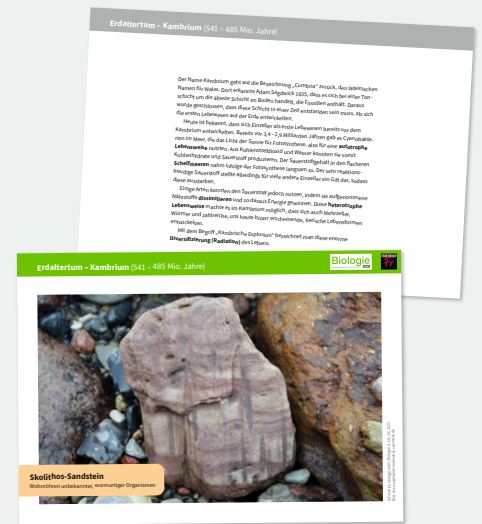 Erdaltertum – Kambrium (541 – 485 Mio. Jahre)
Der Name Kambrium geht auf die Bezeichnung „Cumbria“ zurück, den lateinischen
Namen für Wales. Dort erkannte Adam Segdwick 1835, dass es sich bei einer Ton-
schicht um die älteste Schicht im Boden handelt, die Fossilien enthält. Daraus
wurde geschlossen, dass diese Schicht in einer Zeit entstanden sein muss, als sich
die ersten Lebewesen auf der Erde entwickelten.
Heute ist bekannt, dass sich Einzeller als erste Lebewesen bereits vor dem
Kambrium entwickelten. Bereits vor 3,4 – 2,9 Milliarden Jahren gab es Cyanobakte-
rien im Meer, die das Licht der Sonne für Fotosynthese, also für eine autotrophe
Lebensweise nutzten. Aus Kohlenstoffdioxid und Wasser konnten sie somit
Kohlenhydrate und Sauerstoff produzieren. Der Sauerstoffgehalt in den flacheren
Schelfmeeren nahm infolge der Fotosynthese langsam zu. Der sehr reaktions-
freudige Sauerstoff stellte allerdings für viele andere Einzeller ein Gift dar, sodass
diese ausstarben.
Einige Arten konnten den Sauerstoff jedoch nutzen, indem sie aufgenommene
Nährstoffe dissimilieren und so daraus Energie gewinnen. Diese heterotrophe
Lebensweise machte es im Kambrium möglich, dass sich auch Mehrzeller,
Würmer und zahlreiche, uns heute bizarr erscheinende, tierische Lebensformen
entwickelten.
Mit dem Begriff „Kambrische Explosion“ bezeichnet man diese enorme
Diversifizierung (Radiation) des Lebens.
Erdaltertum – Kambrium (541 – 485 Mio. Jahre)
Biologie
Skolithos-Sandstein
Wohnröhren unbekannter, wurmartiger Organismen